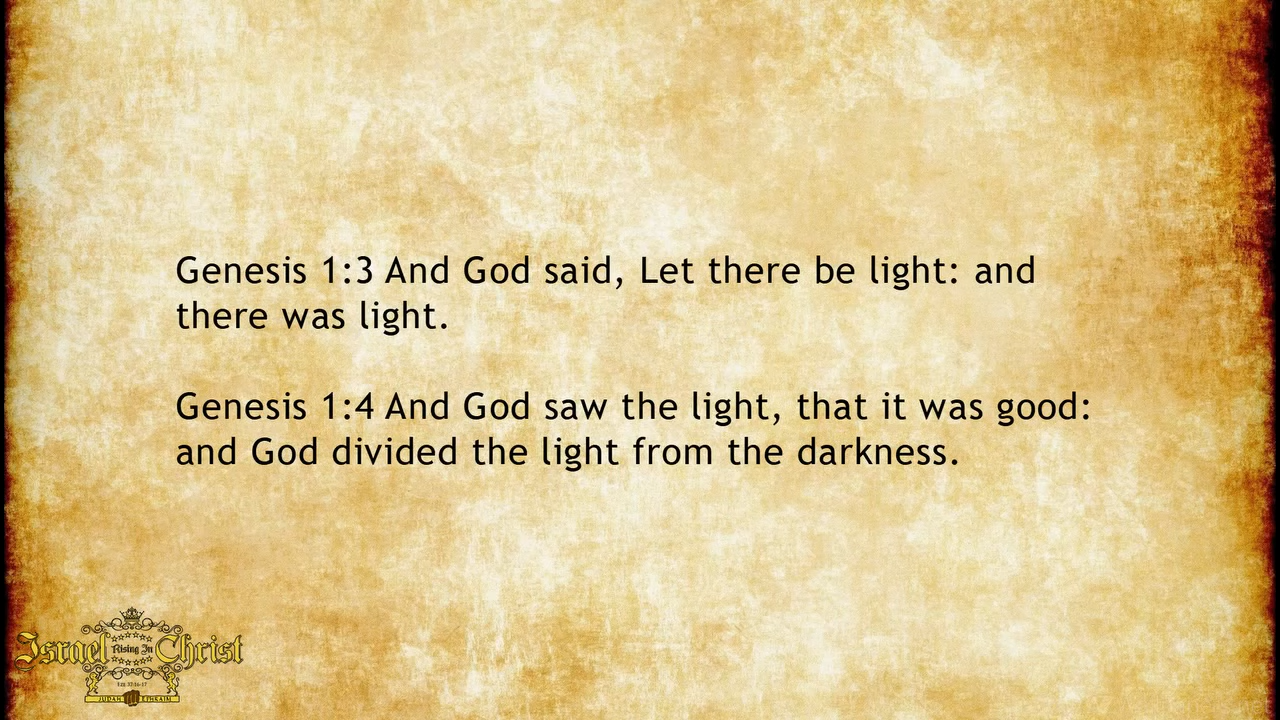 Genesis 1:3 And God said, Let there be light: and
there was light.
Genesis 1:4 And God saw the light, that it was good:
and God divided the light from the darkness.
Israel Rising In Christ
JUDAH EPHRAIM